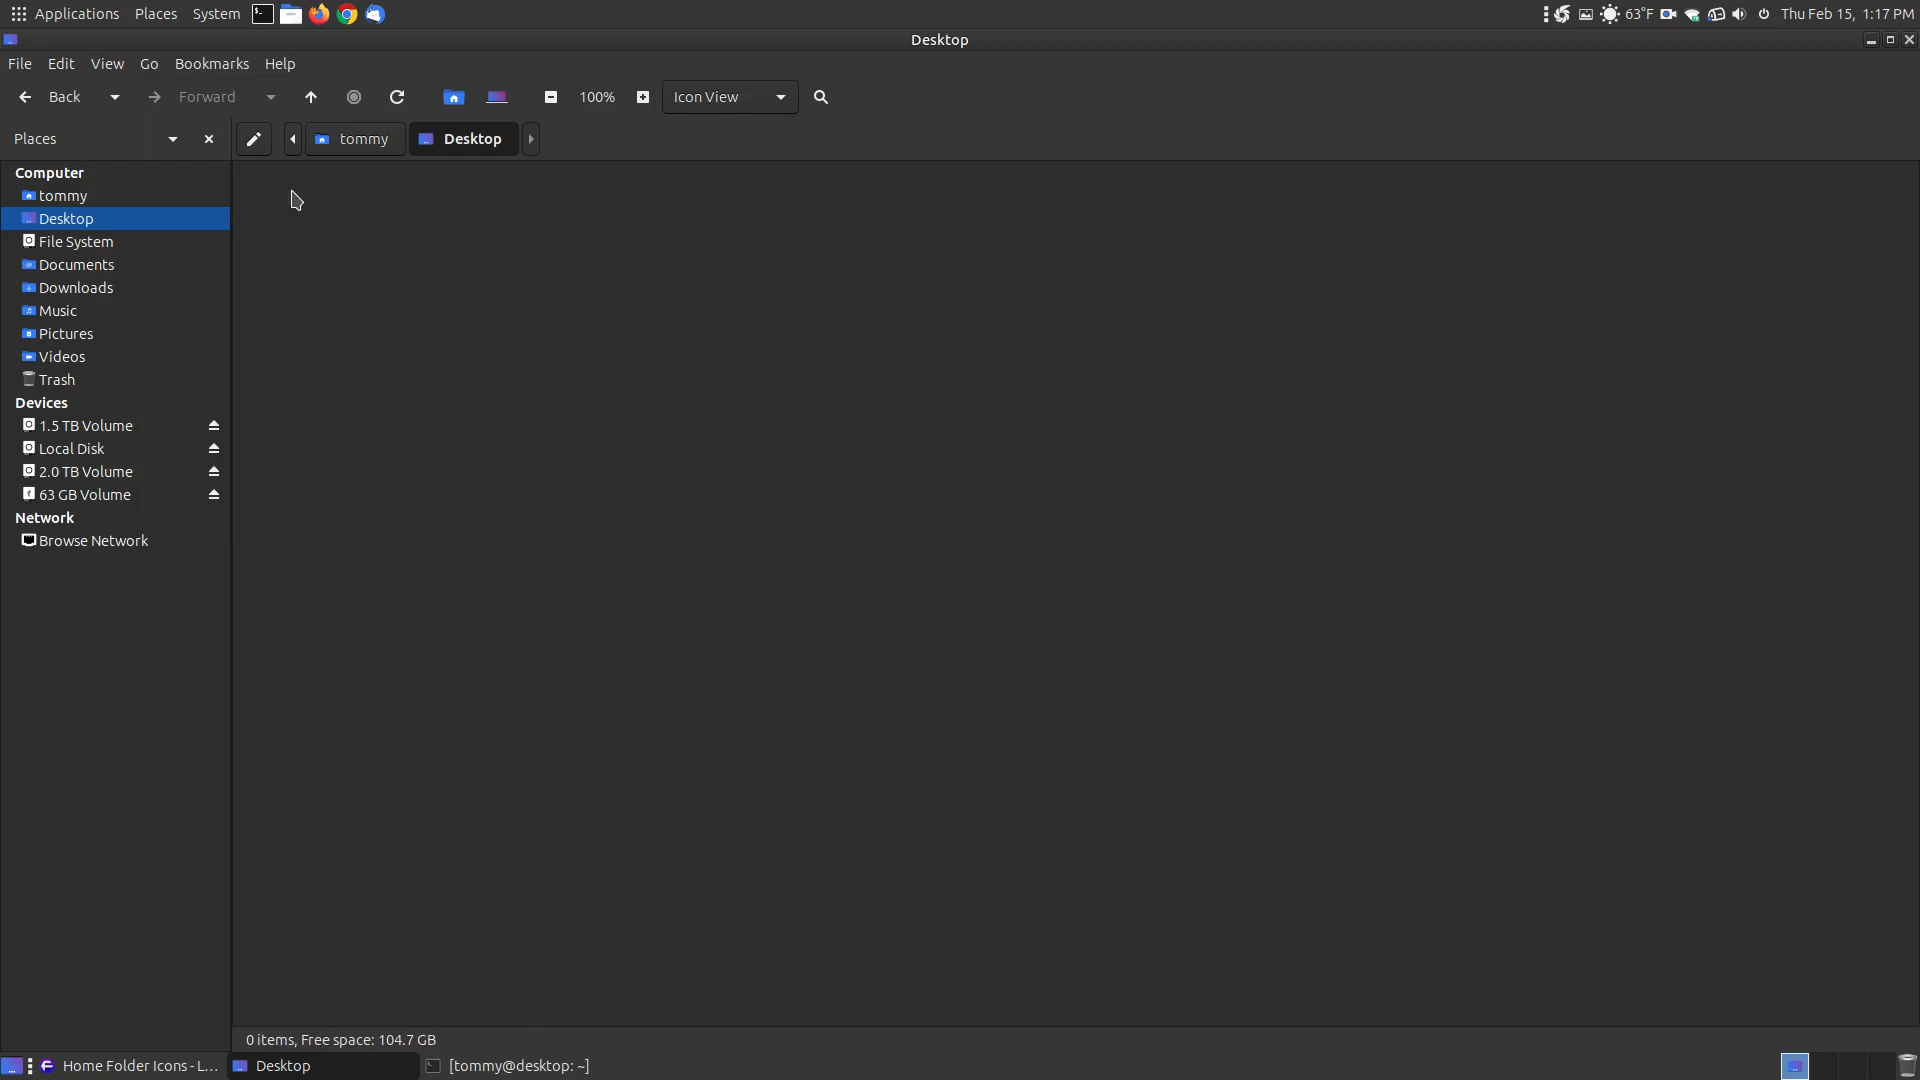 Applications Places System 63°F Thu Feb 15, 1:17 PM
Desktop
File Edit View Go Bookmarks Help
Back Forward 100% Icon View
Places tommy Desktop
Computer
tommy
Desktop
File System
Documents
Downloads
Music
Pictures
Videos
Trash
Devices
1.5 TB Volume
Local Disk
2.0 TB Volume
63 GB Volume
Network
Browse Network
0 items, Free space: 104.7 GB
Home Folder Icons - L... Desktop [tommy@desktop: ~]